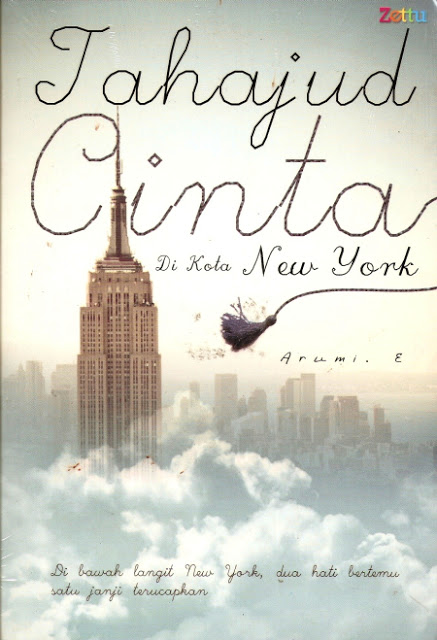 Zettu
Tahajud
Cinta
Di Kota New York
Arumi. E
Di bawah langit New York, dua hati bertemu
satu janji terucapkan